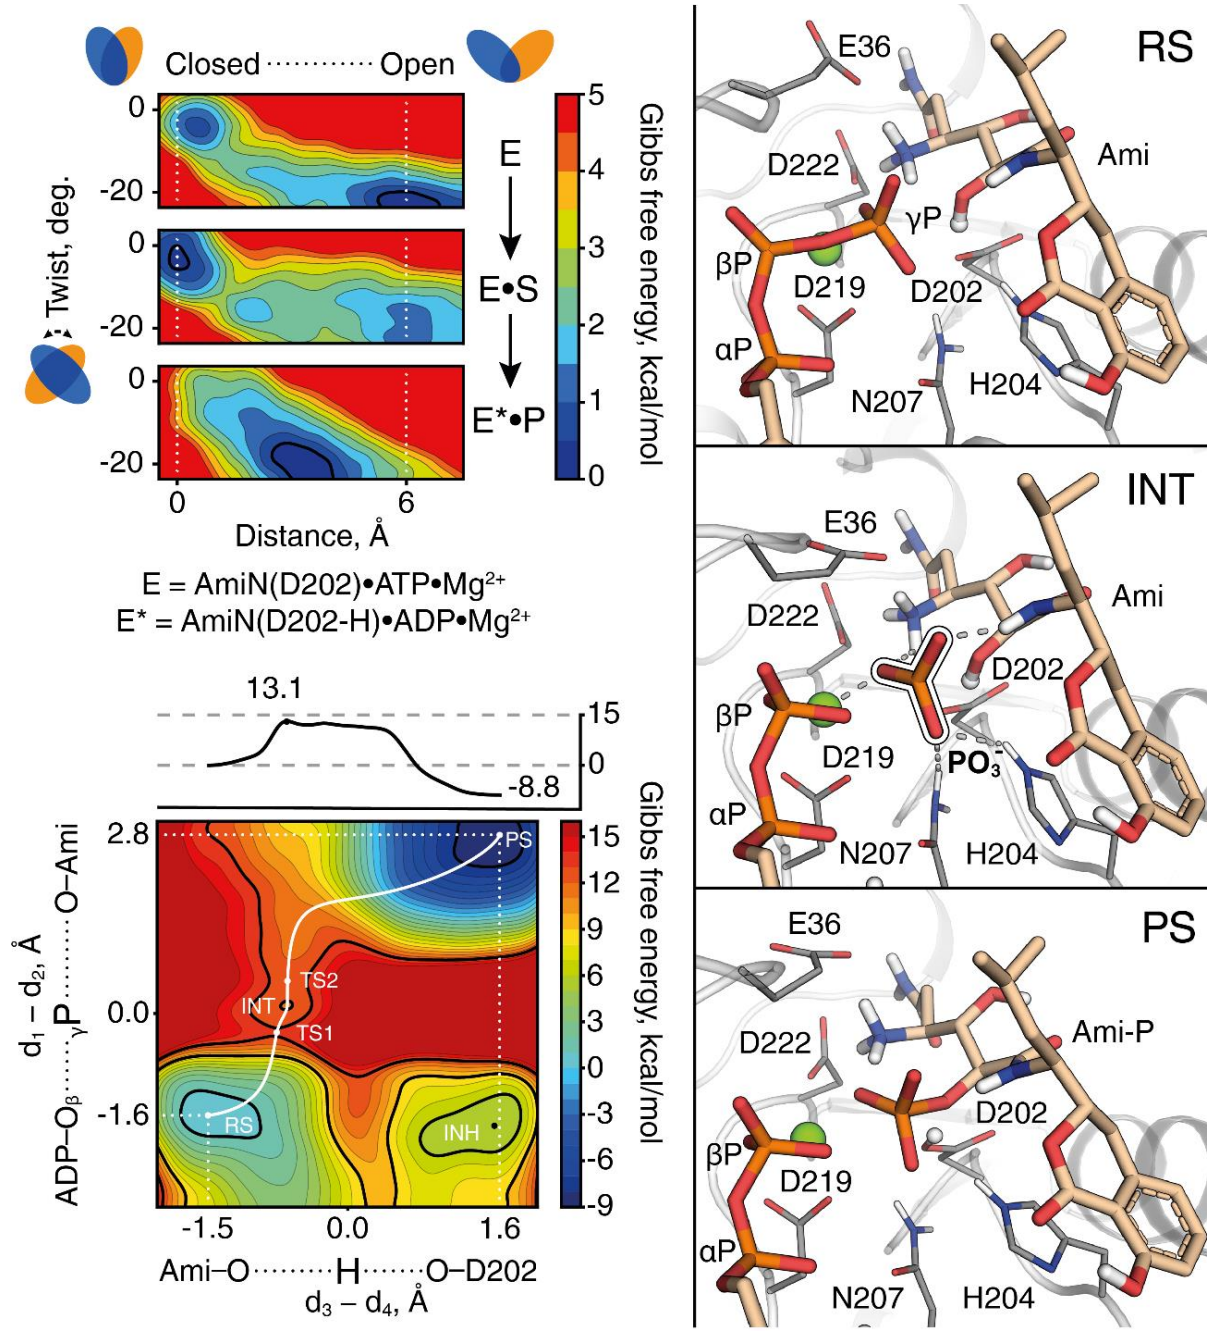 Closed ············ Open
0
-20
E
0
-20
E•S
0
-20
E*•P
0
6
Distance, Å
Twist, deg.
5
4
3
2
1
0
Gibbs free energy, kcal/mol
E = AmiN(D202)•ATP•Mg²⁺
E* = AmiN(D202-H)•ADP•Mg²⁺
13.1
15
0
-8.8
2.8
0.0
-1.6
PS
TS2
INT
TS1
RS
INH
-1.5
0.0
1.6
Ami–O········H······O–D202
d₃ – d₄, Å
ADP–Oβ······γP······O–Ami
d₁ – d₂, Å
15
12
9
6
3
0
-3
-6
-9
Gibbs free energy, kcal/mol
RS
E36
D222
Ami
γP
βP
D219
D202
αP
N207
H204
INT
E36
D222
Ami
D202
βP
D219
PO₃⁻
αP
N207
H204
PS
E36
D222
Ami-P
D202
βP
D219
αP
N207
H204